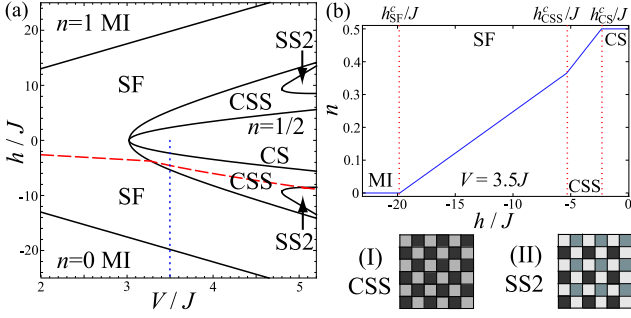 (a)
n=1 MI
SF
SS2
CSS
n=1/2
CS
CSS
SF
SS2
n=0 MI
h / J
20
10
0
-10
-20
2
3
4
5
V / J
(b)
h^c_SF/J
h^c_CSS/J
h^c_CS/J
SF
CS
n
0.5
0.4
0.3
0.2
0.1
0
MI
V = 3.5J
CSS
-20
-15
-10
-5
0
h / J
(I)
CSS
(II)
SS2